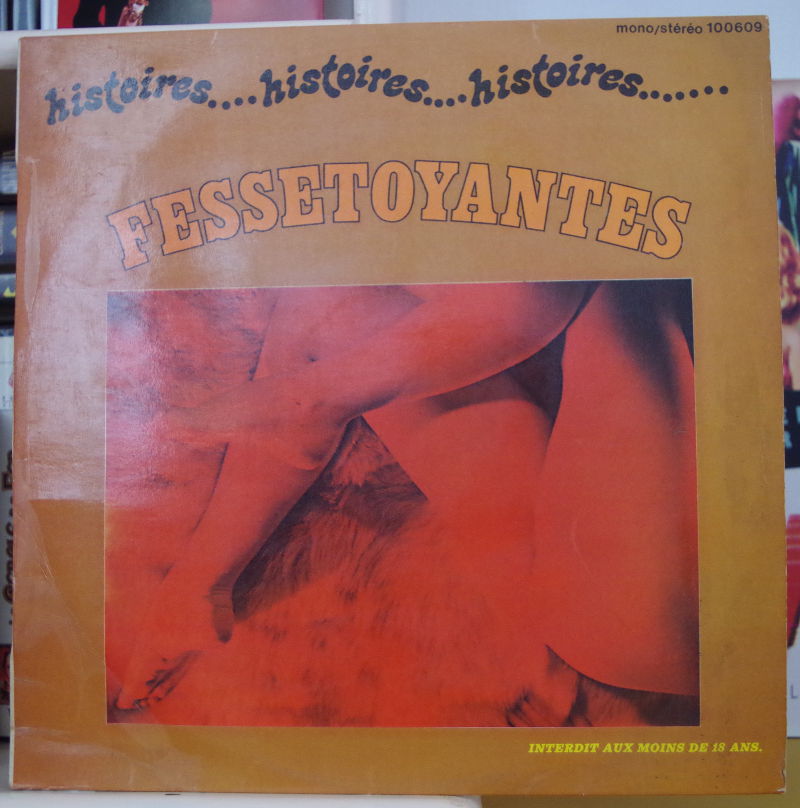 mono/stéréo 100609
histoires....histoires....histoires.......
FESSETOYANTES
INTERDIT AUX MOINS DE 18 ANS.